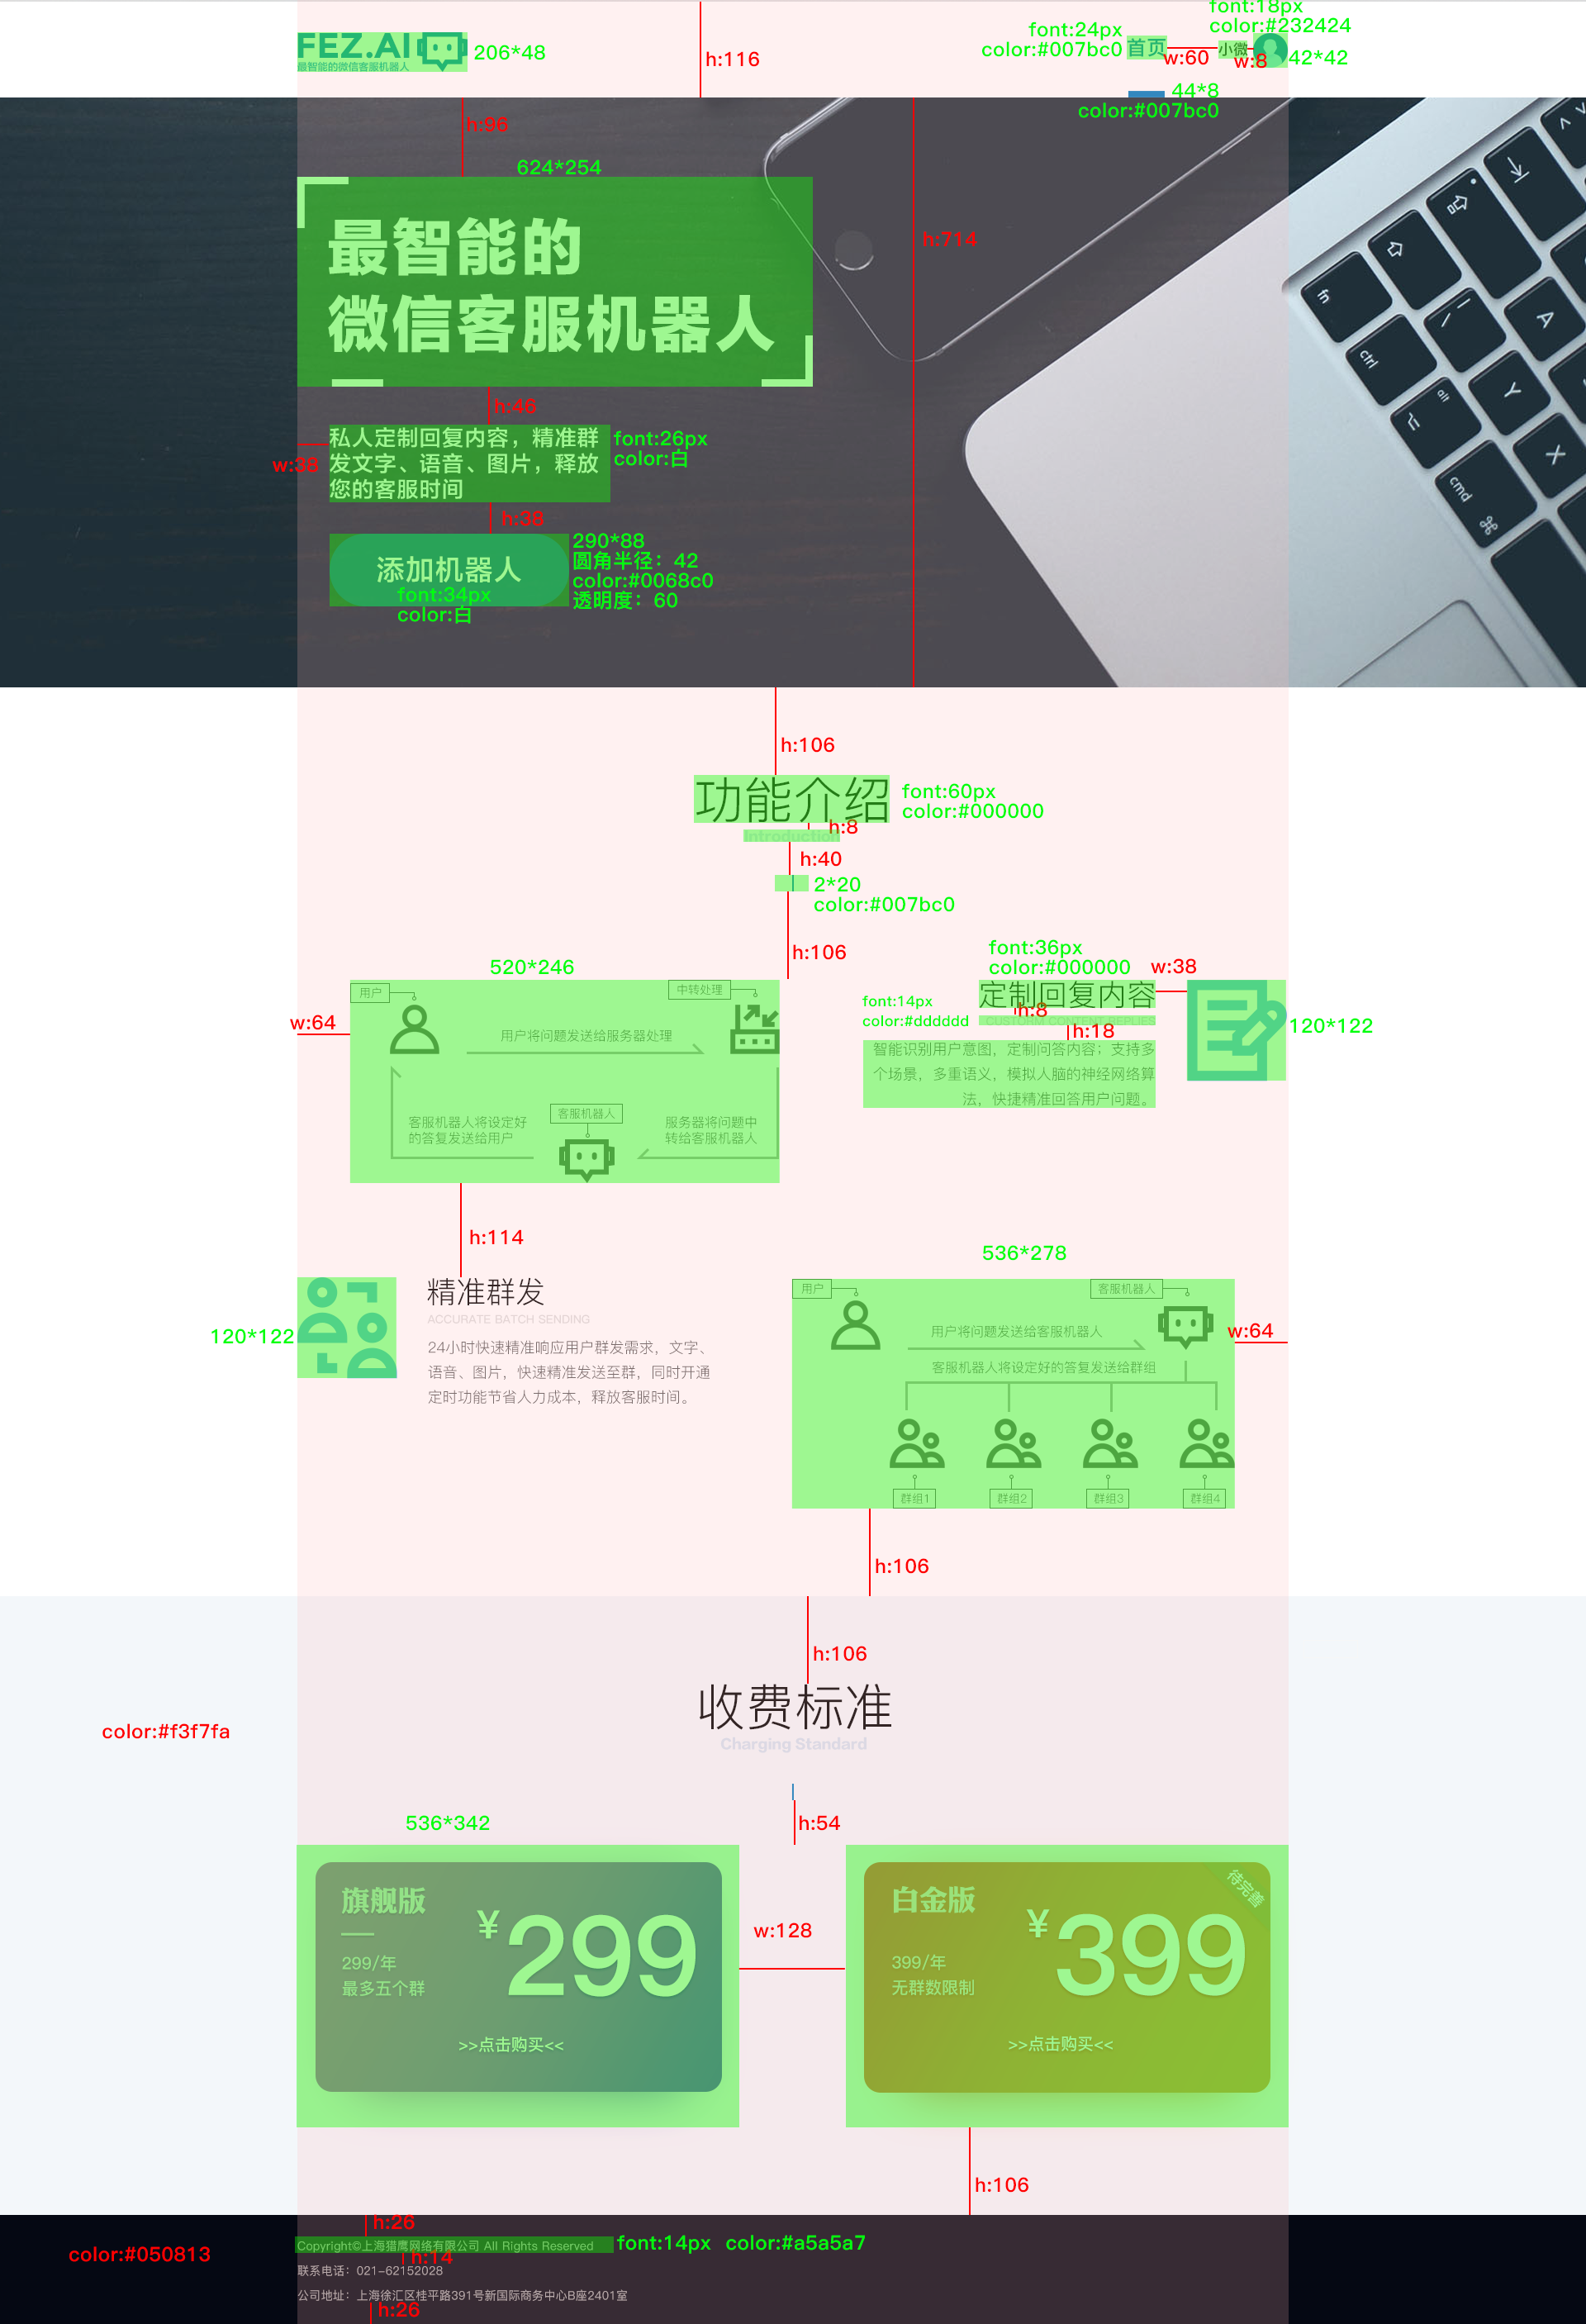 font:18px
color:#232424
font:24px
color:#007bc0
首页
w:60
小微
w:8
42*42
FEZ.AI
最智能的微信客服机器人
206*48
h:116
44*8
color:#007bc0
h:96
624*254
最智能的
微信客服机器人
h:714
h:46
w:38
私人定制回复内容，精准群
发文字、语音、图片，释放
您的客服时间
font:26px
color:白
h:38
添加机器人
font:34px
color:白
290*88
圆角半径：42
color:#0068c0
透明度：60
fn
ctrl
alt
cmd
⌘
A
Y
X
h:106
功能介绍
font:60px
color:#000000
h:8
Introduction
h:40
2*20
color:#007bc0
h:106
520*246
w:64
用户
中转处理
用户将问题发送给服务器处理
客服机器人将设定好
的答复发送给用户
客服机器人
服务器将问题中
转给客服机器人
font:36px
color:#000000
w:38
定制回复内容
h:8
font:14px
color:#dddddd
CUSTORM CONTENT REPLIES
h:18
120*122
智能识别用户意图，定制问答内容；支持多
个场景，多重语义，模拟人脑的神经网络算
法，快捷精准回答用户问题。
h:114
120*122
精准群发
ACCURATE BATCH SENDING
24小时快速精准响应用户群发需求，文字、
语音、图片，快速精准发送至群，同时开通
定时功能节省人力成本，释放客服时间。
536*278
用户
客服机器人
用户将问题发送给客服机器人
w:64
客服机器人将设定好的答复发送给群组
群组1
群组2
群组3
群组4
h:106
h:106
收费标准
Charging Standard
color:#f3f7fa
h:54
536*342
旗舰版
¥299
299/年
最多五个群
>>点击购买<<
w:128
白金版
待完善
¥399
399/年
无群数限制
>>点击购买<<
h:106
h:26
color:#050813
Copyright©上海猎鹰网络有限公司 All Rights Reserved
font:14px color:#a5a5a7
h:14
联系电话：021-62152028
公司地址：上海徐汇区桂平路391号新国际商务中心B座2401室
h:26